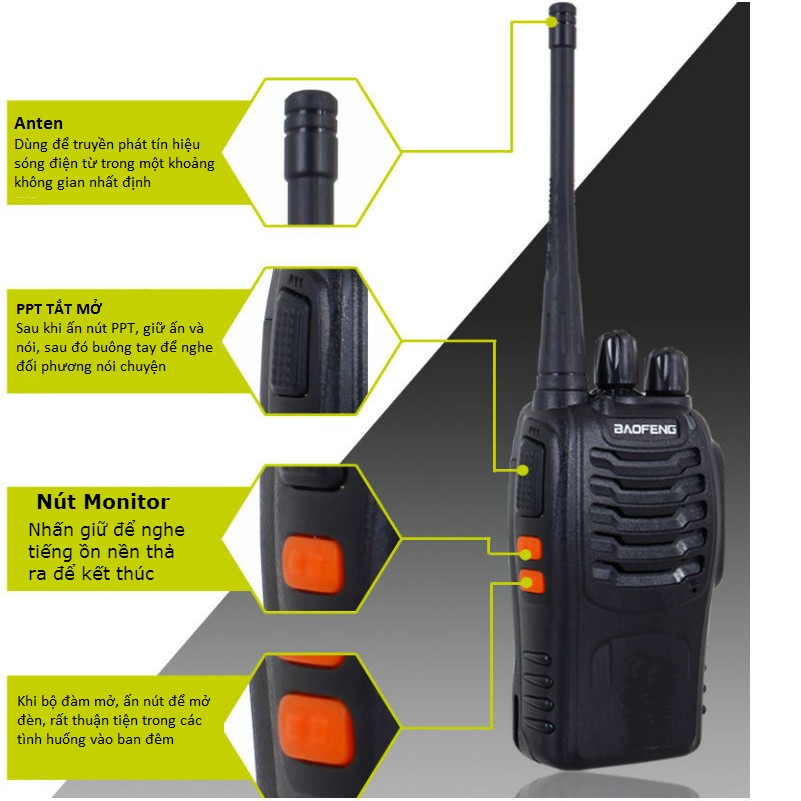 Anten
Dùng để truyền phát tín hiệu
sóng điện từ trong một khoảng
không gian nhất định
PPT TẮT MỞ
Sau khi ấn nút PPT, giữ ấn và
nói, sau đó buông tay để nghe
đối phương nói chuyện
BAOFENG
Nút Monitor
Nhấn giữ để nghe
tiếng ồn nền thả
ra để kết thúc
Khi bộ đàm mở, ấn nút để mở
đèn, rất thuận tiện trong các
tình huống vào ban đêm